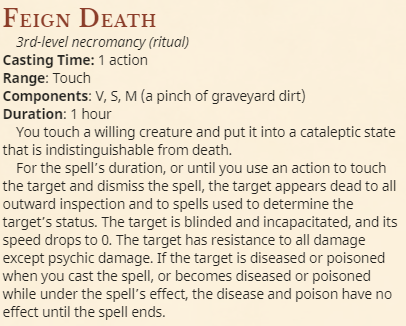 Feign Death
3rd-level necromancy (ritual)
Casting Time: 1 action
Range: Touch
Components: V, S, M (a pinch of graveyard dirt)
Duration: 1 hour
You touch a willing creature and put it into a cataleptic state
that is indistinguishable from death.
For the spell’s duration, or until you use an action to touch
the target and dismiss the spell, the target appears dead to all
outward inspection and to spells used to determine the
target’s status. The target is blinded and incapacitated, and its
speed drops to 0. The target has resistance to all damage
except psychic damage. If the target is diseased or poisoned
when you cast the spell, or becomes diseased or poisoned
while under the spell’s effect, the disease and poison have no
effect until the spell ends.